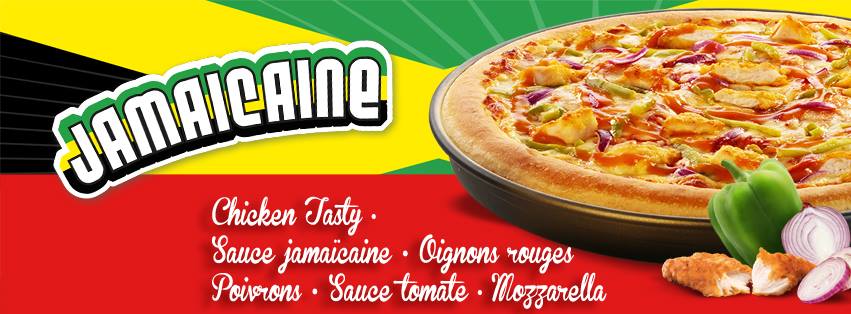 JAMAICAINE
Chicken Tasty ·
Sauce jamaïcaine · Oignons rouges
Poivrons · Sauce tomate · Mozzarella